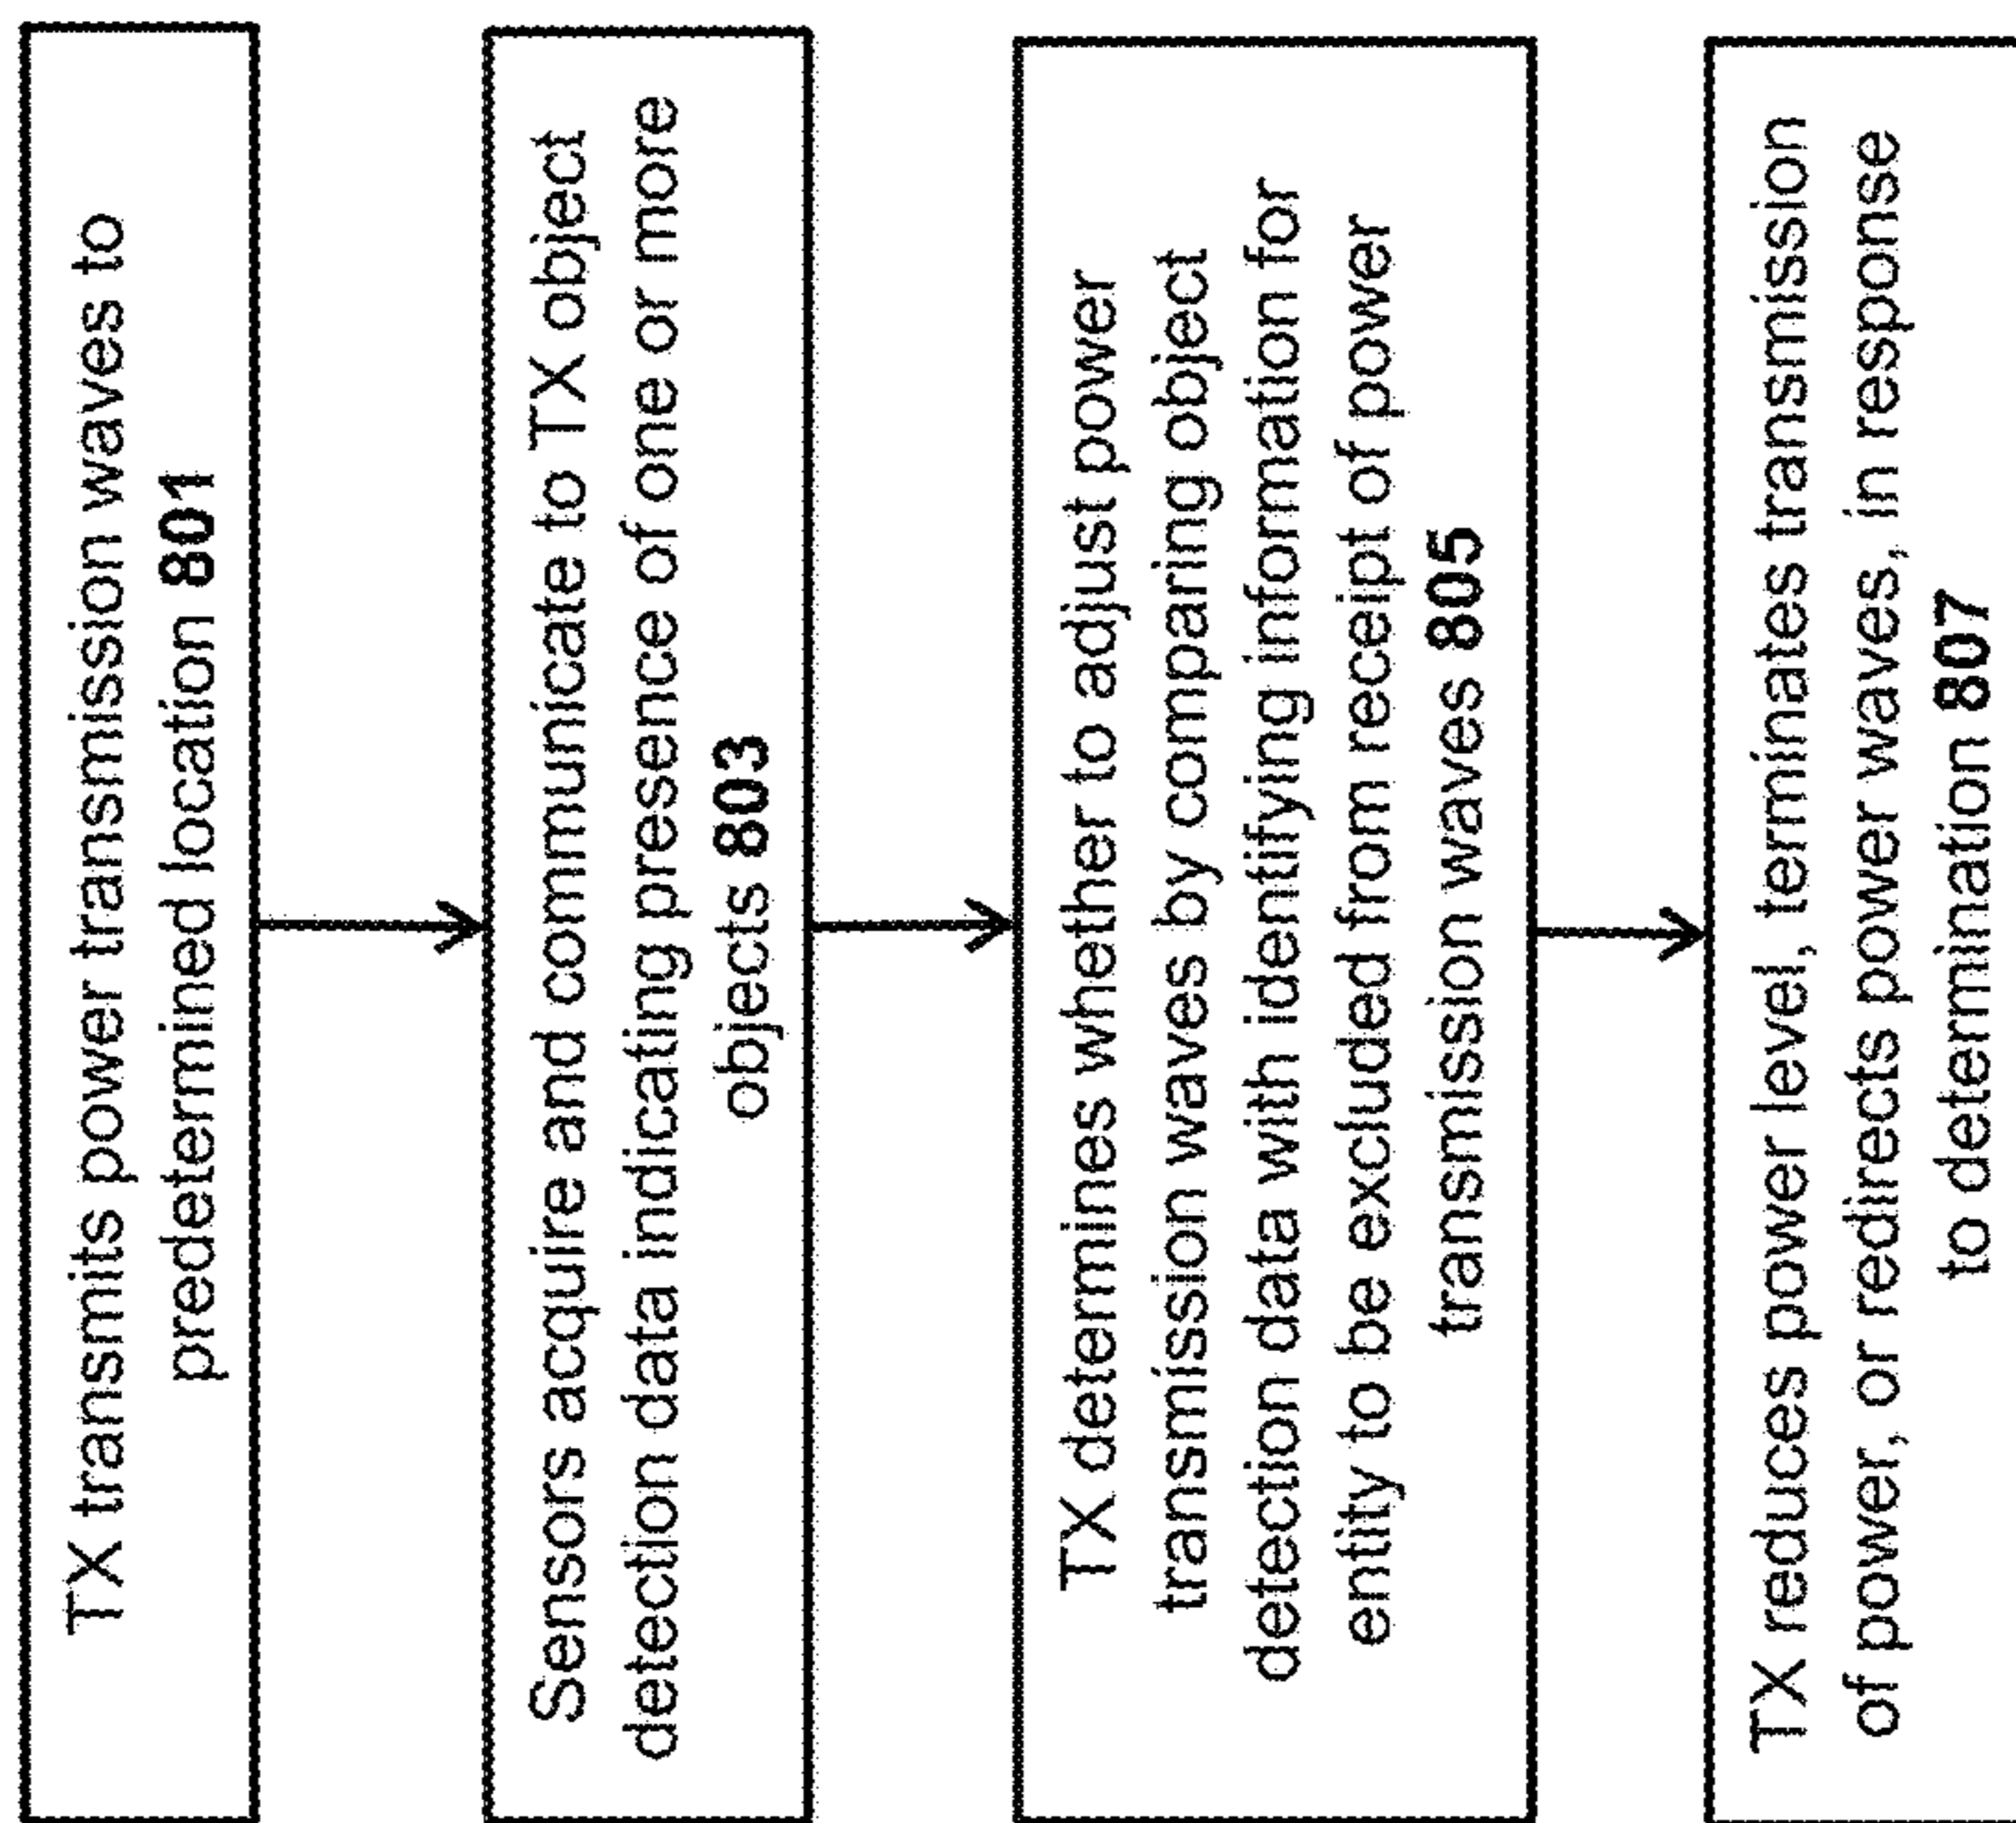 TX transmits power transmission waves to
predetermined location 801
Sensors acquire and communicate to TX object
detection data indicating presence of one or more
objects 803
TX determines whether to adjust power
transmission waves by comparing object
detection data with identifying information for
entity to be excluded from receipt of power
transmission waves 805
TX reduces power level, terminates transmission
of power, or redirects power waves, in response
to determination 807